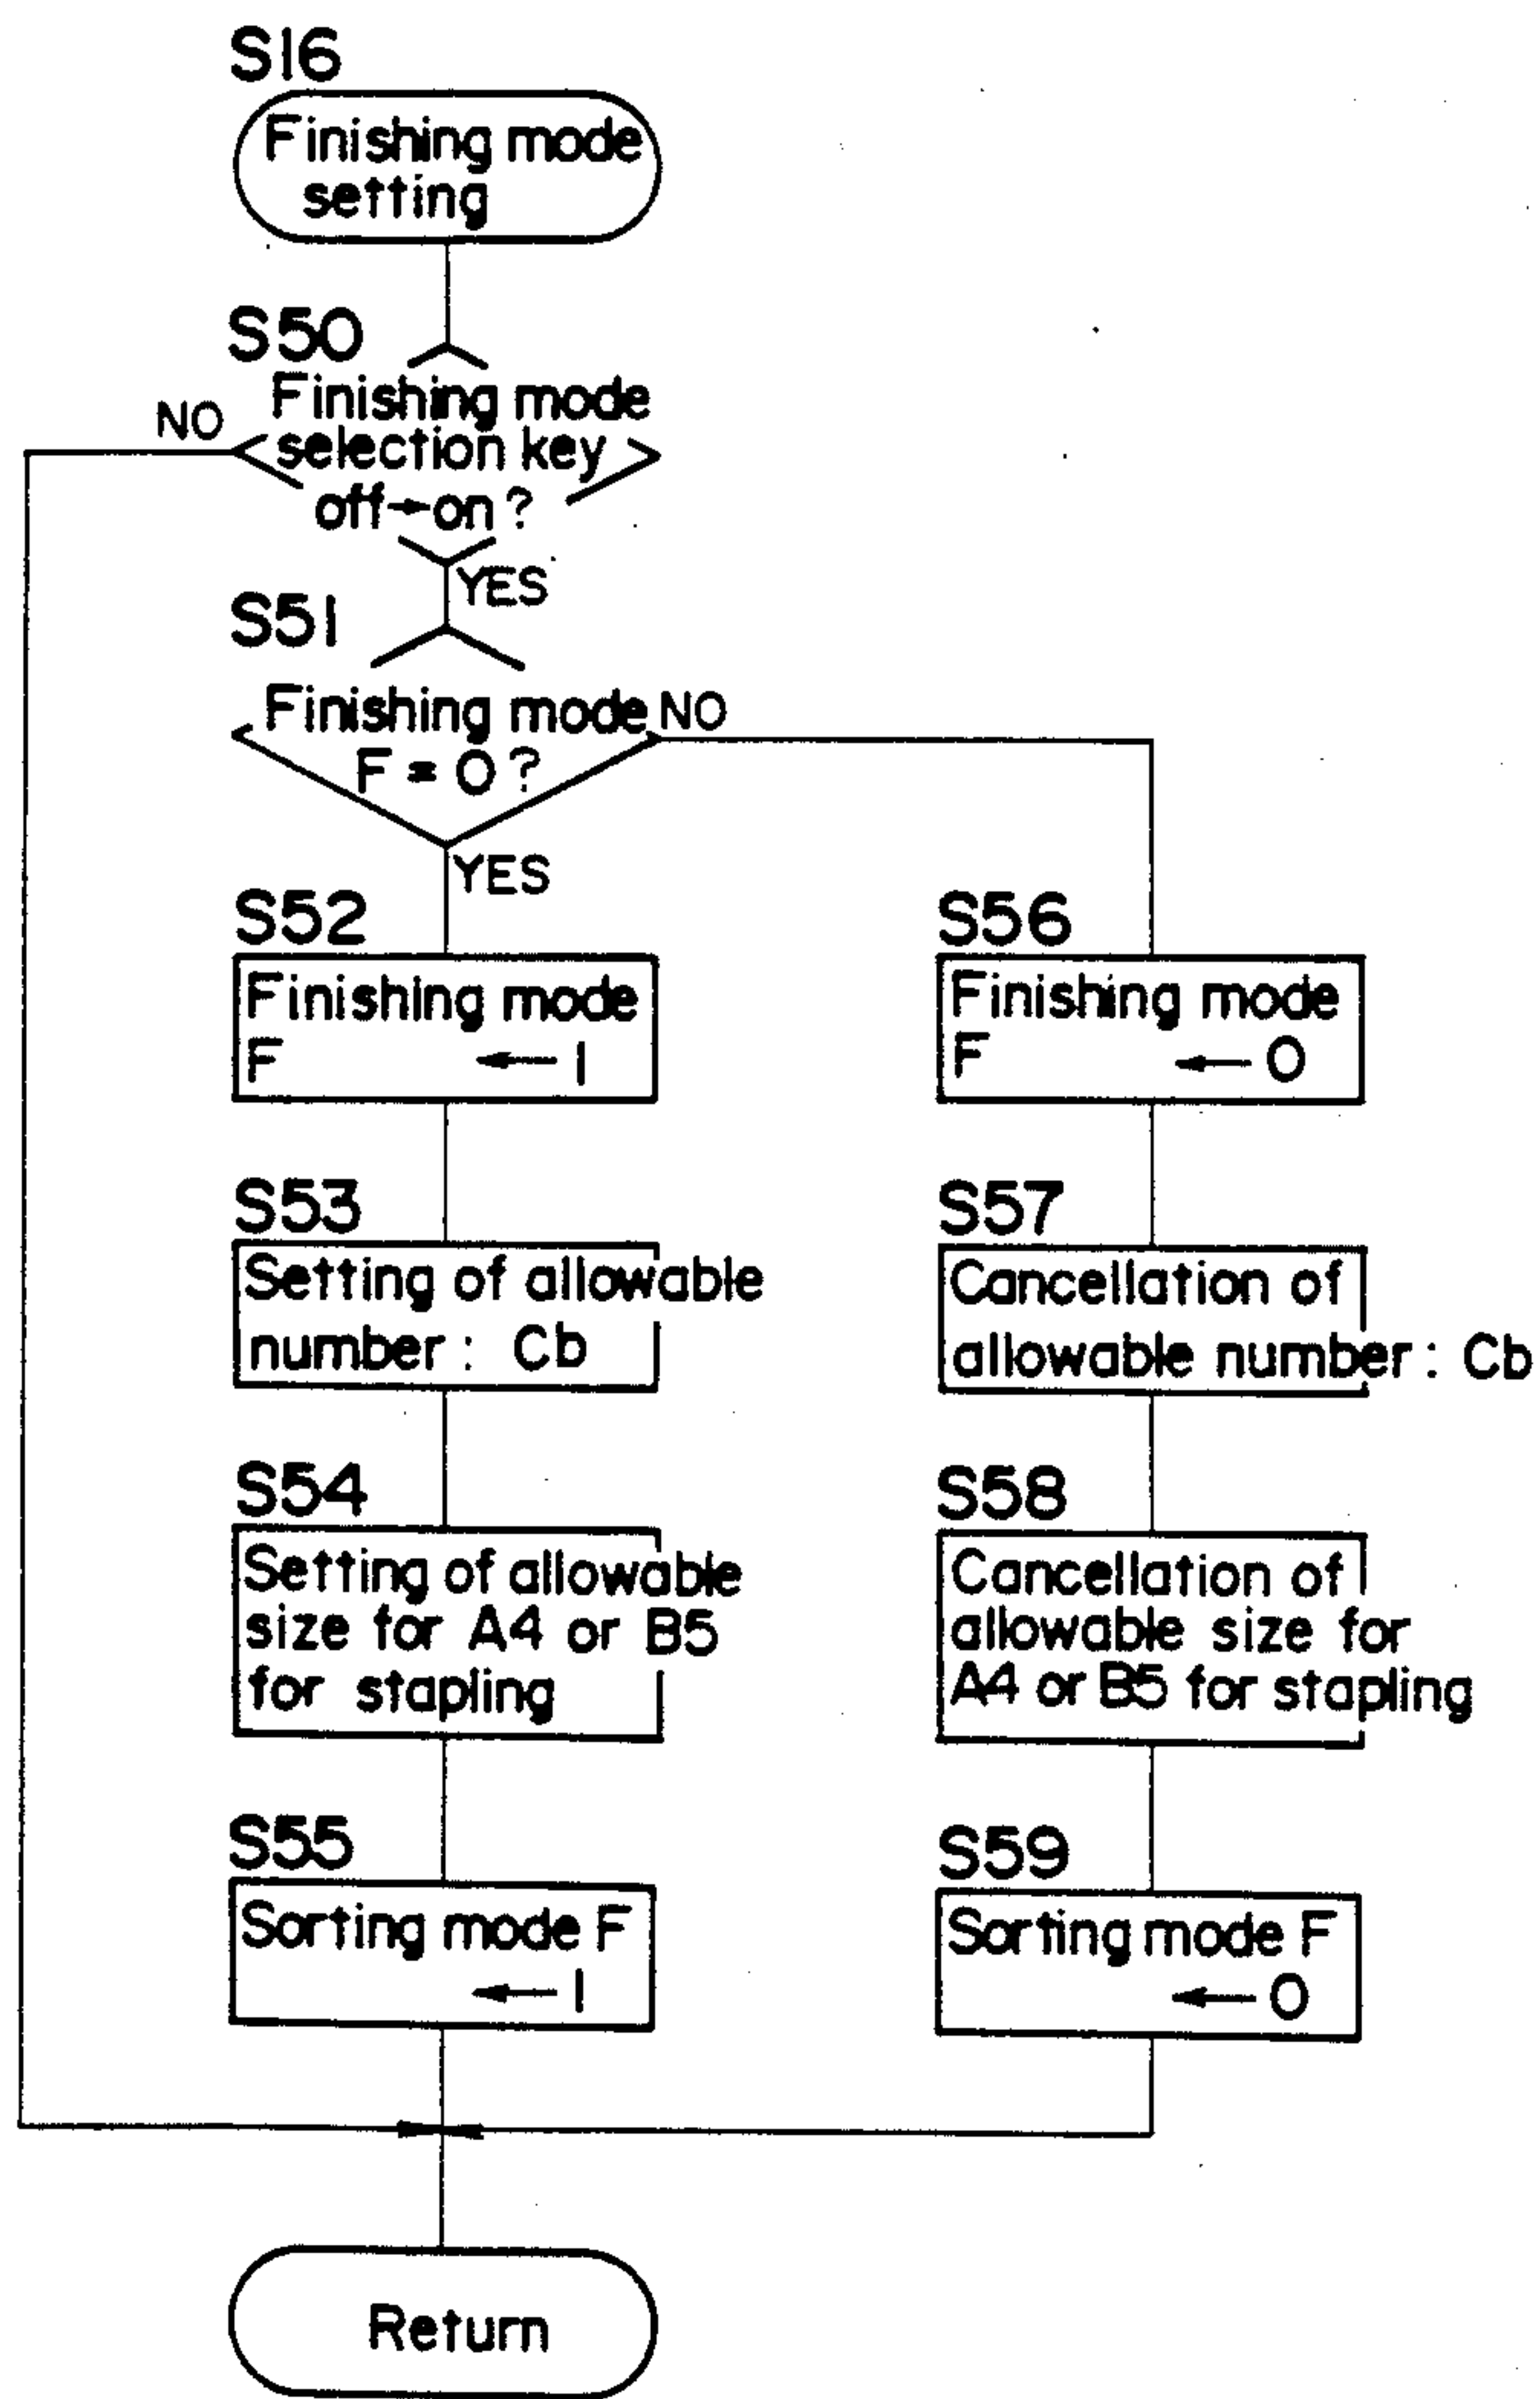 S16
Finishing mode
setting
S50
Finishing mode
selection key
off→on?
NO
YES
S51
Finishing mode
F = 0?
NO
YES
S52
Finishing mode
F ← 1
S53
Setting of allowable
number: Cb
S54
Setting of allowable
size for A4 or B5
for stapling
S55
Sorting mode F
← 1
S56
Finishing mode
F ← 0
S57
Cancellation of
allowable number: Cb
S58
Cancellation of
allowable size for
A4 or B5 for stapling
S59
Sorting mode F
← 0
Return